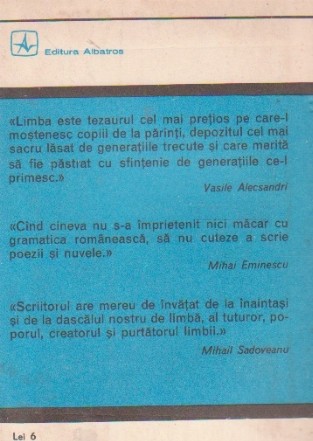 Editura Albatros
«Limba este tezaurul cel mai prețios pe care-l
moștenesc copiii de la părinți, depozitul cel mai
sacru lăsat de generațiile trecute și care merită
să fie păstrat cu sfințenie de generațiile ce-l
primesc.»
Vasile Alecsandri
«Cînd cineva nu s-a împrietenit nici măcar cu
gramatica românească, să nu cuteze a scrie
poezii și nuvele.»
Mihai Eminescu
«Scriitorul are mereu de învățat de la înaintași
și de la dascălul nostru de limbă, al tuturor, po-
porul, creatorul și purtătorul limbii.»
Mihail Sadoveanu
Lei 6